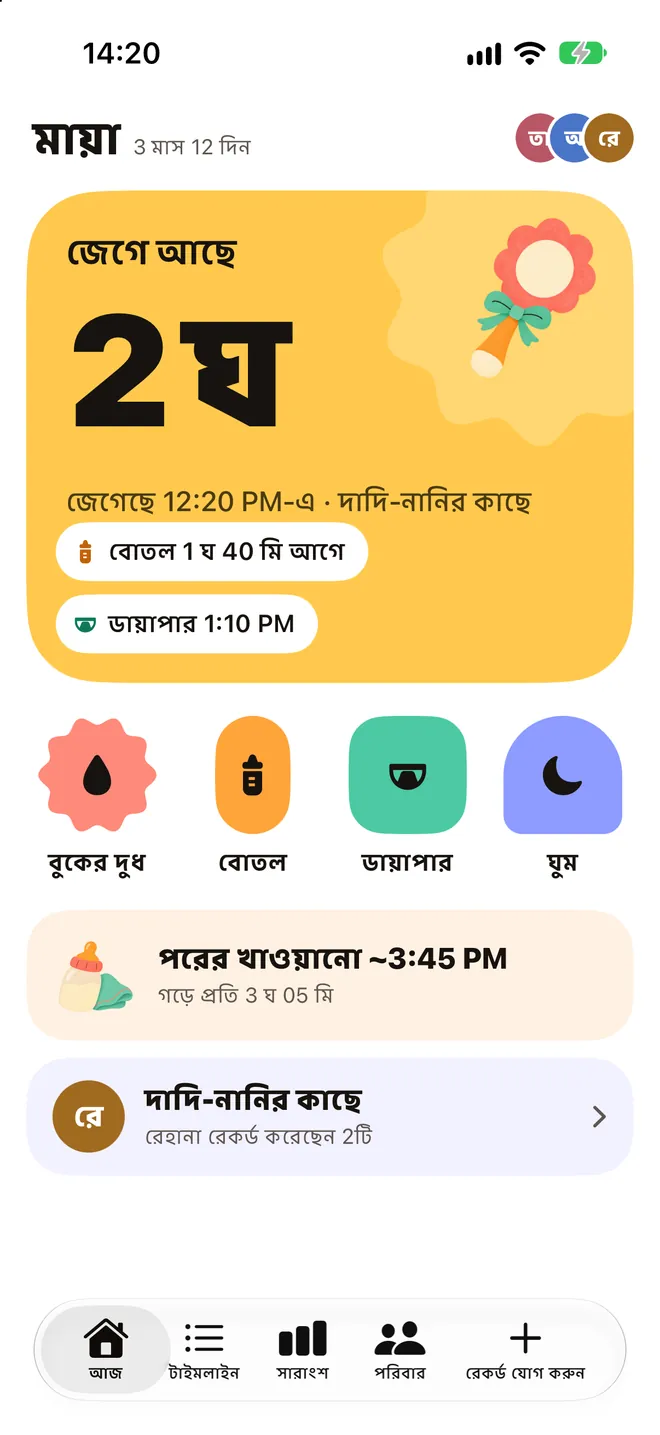 14:20
মায়া 3 মাস 12 দিন
তা অ রে
জেগে আছে
2ঘ
জেগেছে 12:20 PM-এ · দাদি-নানির কাছে
বোতল 1 ঘ 40 মি আগে
ডায়াপার 1:10 PM
বুকের দুধ
বোতল
ডায়াপার
ঘুম
পরের খাওয়ানো ~3:45 PM
গড়ে প্রতি 3 ঘ 05 মি
রে
দাদি-নানির কাছে
রেহানা রেকর্ড করেছেন 2টি
আজ
টাইমলাইন
সারাংশ
পরিবার
রেকর্ড যোগ করুন